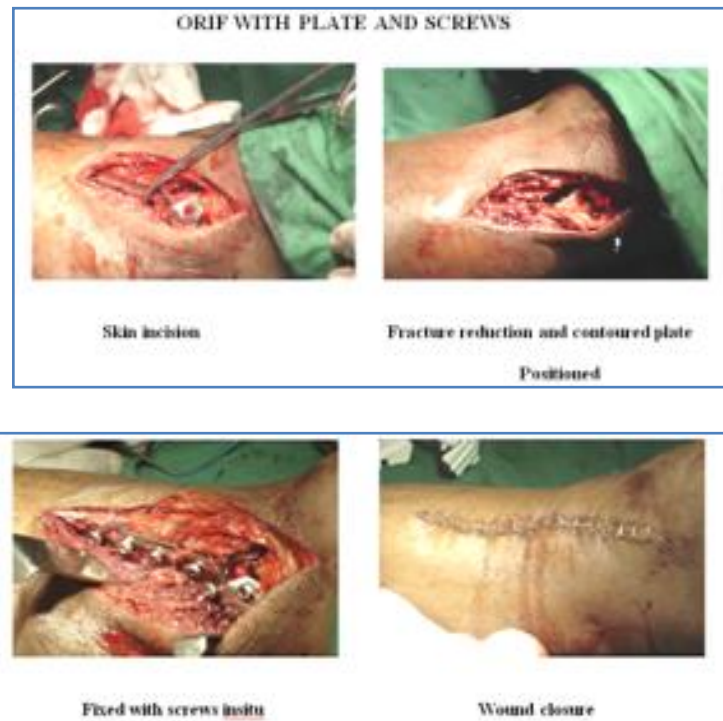 ORIF WITH PLATE AND SCREWS
Skin incision
Fracture reduction and contoured plate
Positioned
Fixed with screws insitu
Wound closure